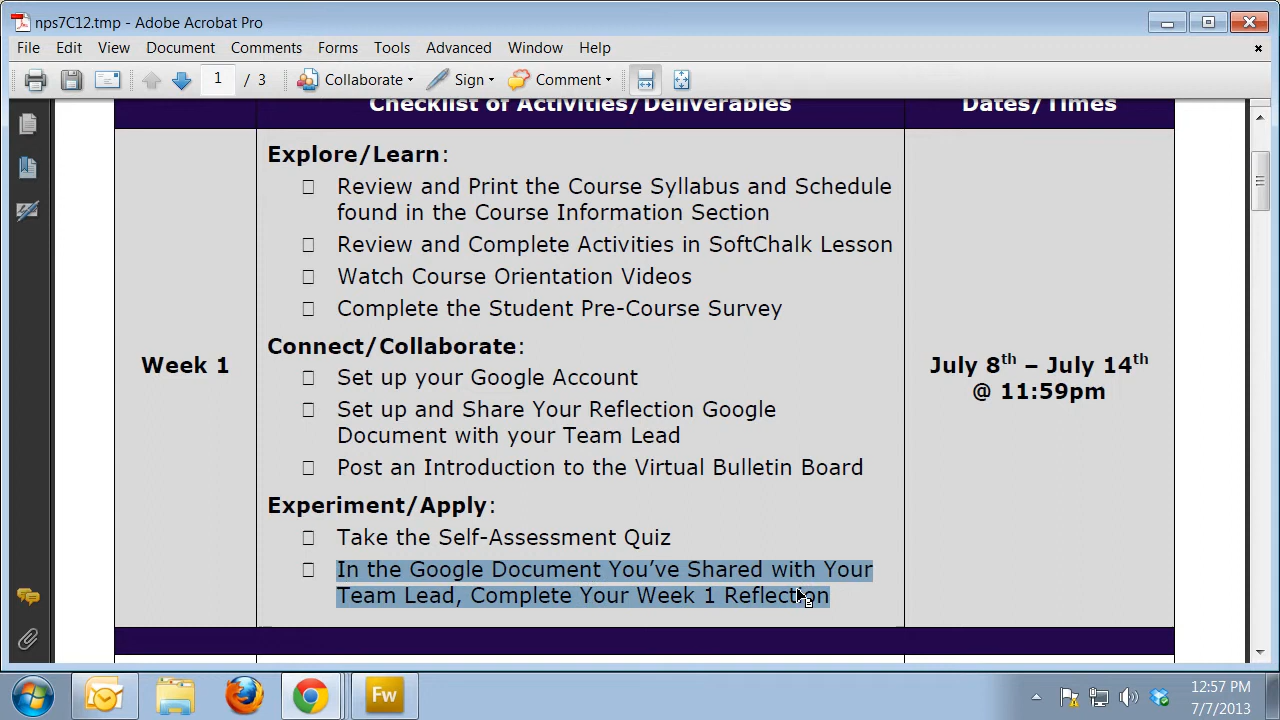 nps7C12.tmp - Adobe Acrobat Pro
File Edit View Document Comments Forms Tools Advanced Window Help
1 / 3 Collaborate Sign Comment
Checklist of Activities/Deliverables
Dates/Times
Week 1
Explore/Learn:
Review and Print the Course Syllabus and Schedule
found in the Course Information Section
Review and Complete Activities in SoftChalk Lesson
Watch Course Orientation Videos
Complete the Student Pre-Course Survey
Connect/Collaborate:
Set up your Google Account
Set up and Share Your Reflection Google
Document with your Team Lead
Post an Introduction to the Virtual Bulletin Board
Experiment/Apply:
Take the Self-Assessment Quiz
In the Google Document You’ve Shared with Your
Team Lead, Complete Your Week 1 Reflection
July 8th – July 14th
@ 11:59pm
Fw
12:57 PM
7/7/2013